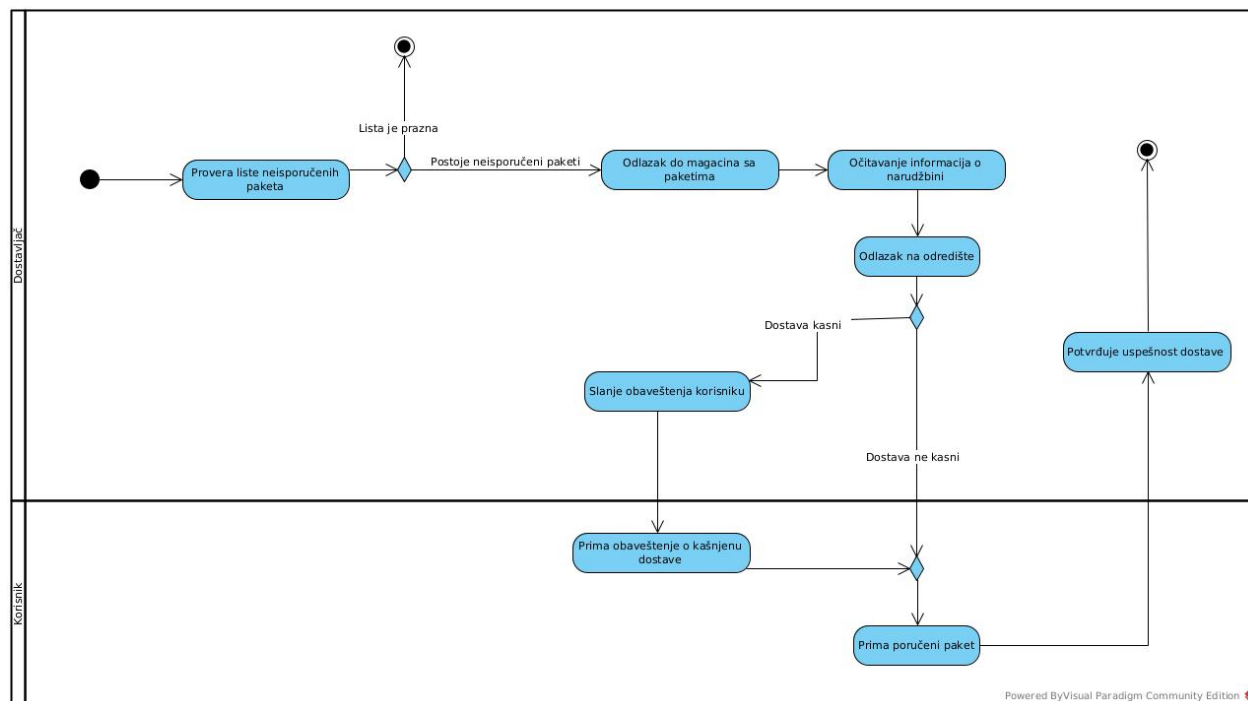 Dostavljač
Lista je prazna
Provera liste neisporučenih
paketa
Postoje neisporučeni paketi
Odlazak do magacina sa
paketima
Očitavanje informacija o
narudžbini
Odlazak na odredište
Dostava kasni
Slanje obaveštenja korisniku
Potvrđuje uspešnost dostave
Dostava ne kasni
Korisnik
Prima obaveštenje o kašnjenu
dostave
Prima poručeni paket
Powered ByVisual Paradigm Community Edition